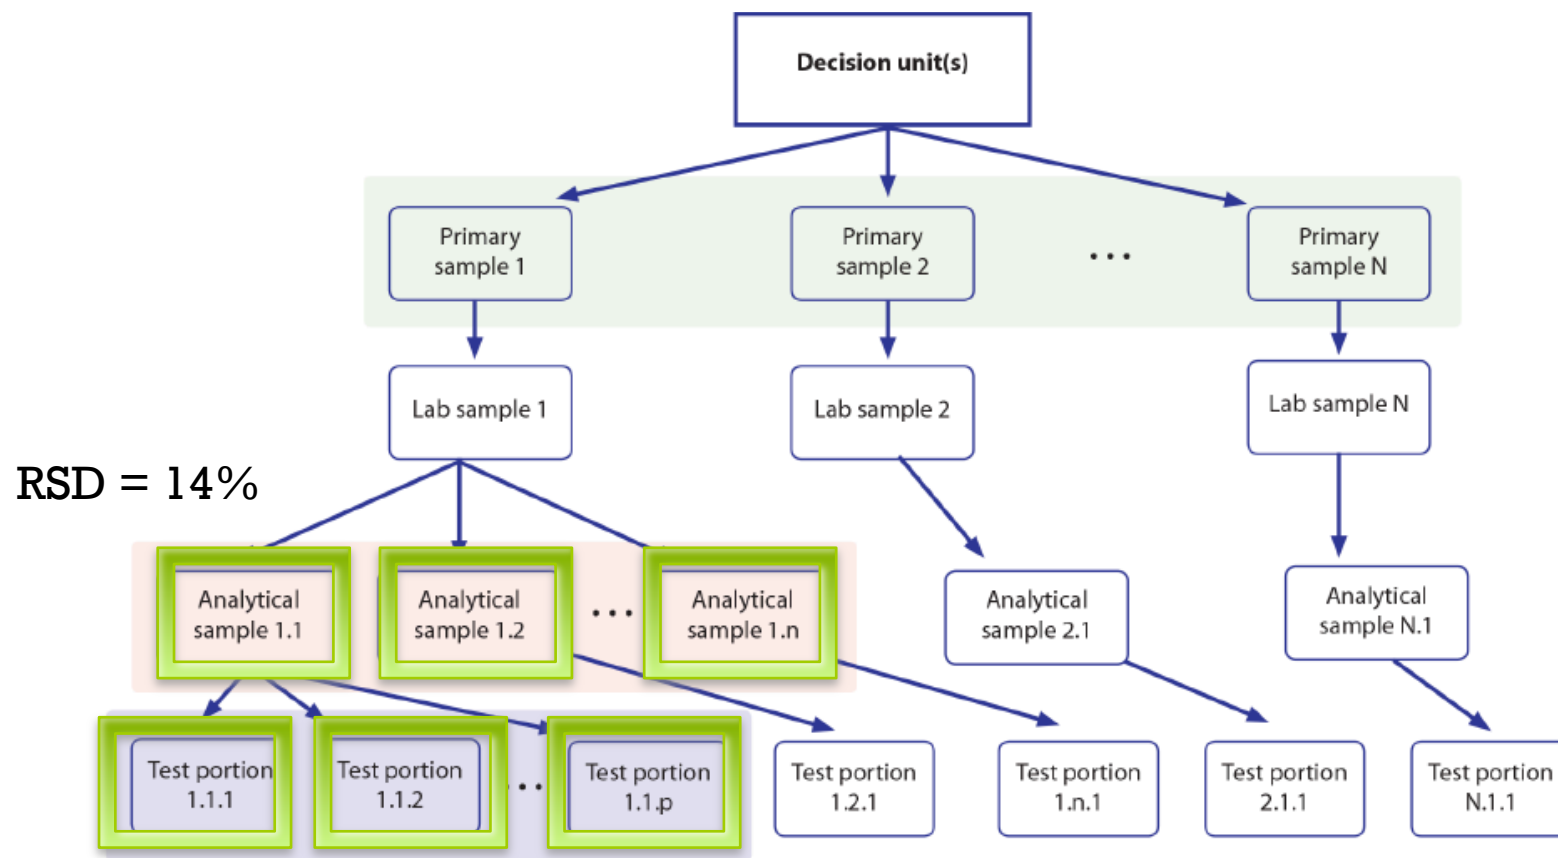 Decision unit(s)
Primary
sample 1
Primary
sample 2
...
Primary
sample N
Lab sample 1
Lab sample 2
Lab sample N
RSD = 14%
Analytical
sample 1.1
Analytical
sample 1.2
...
Analytical
sample 1.n
Analytical
sample 2.1
Analytical
sample N.1
Test portion
1.1.1
Test portion
1.1.2
...
Test portion
1.1.p
Test portion
1.2.1
Test portion
1.n.1
Test portion
2.1.1
Test portion
N.1.1